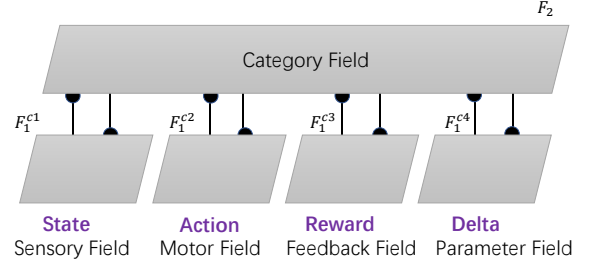 F₂
Category Field
F₁ᶜ¹ F₁ᶜ² F₁ᶜ³ F₁ᶜ⁴
State Action Reward Delta
Sensory Field Motor Field Feedback Field Parameter Field